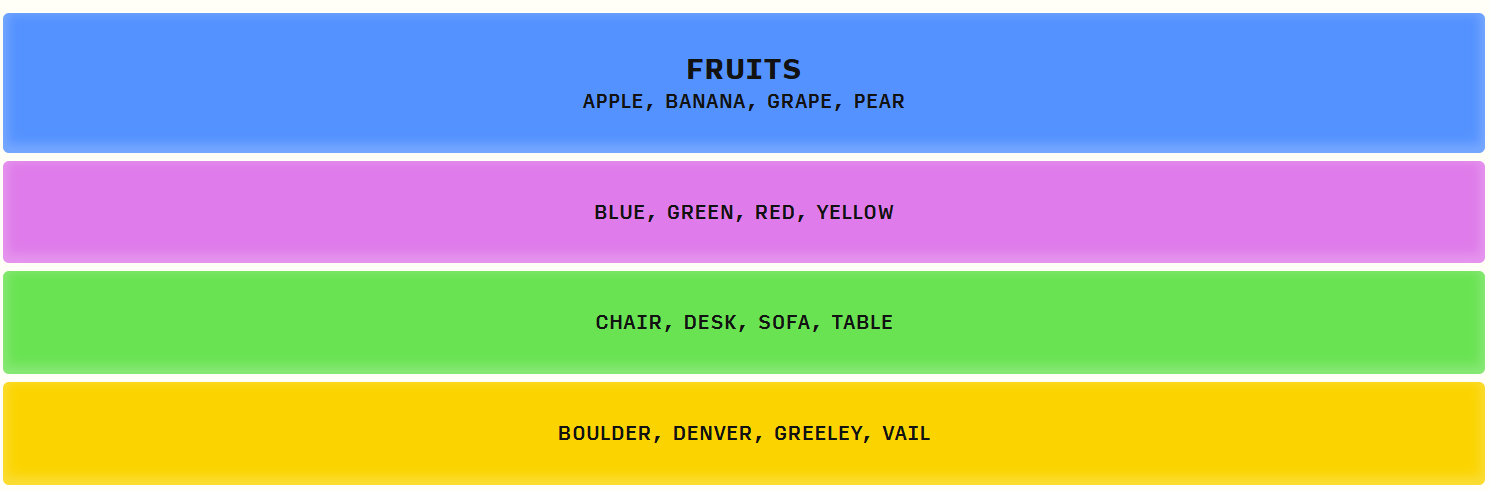 FRUITS
APPLE, BANANA, GRAPE, PEAR
BLUE, GREEN, RED, YELLOW
CHAIR, DESK, SOFA, TABLE
BOULDER, DENVER, GREELEY, VAIL